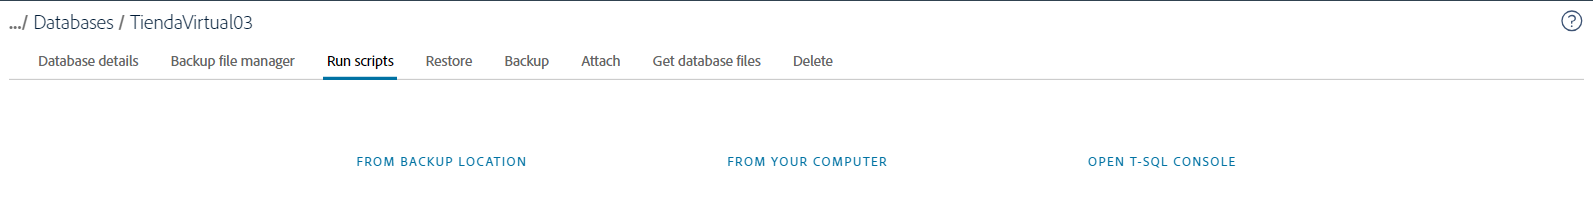 .../ Databases / TiendaVirtual03
?
Database details Backup file manager Run scripts Restore Backup Attach Get database files Delete
FROM BACKUP LOCATION FROM YOUR COMPUTER OPEN T-SQL CONSOLE